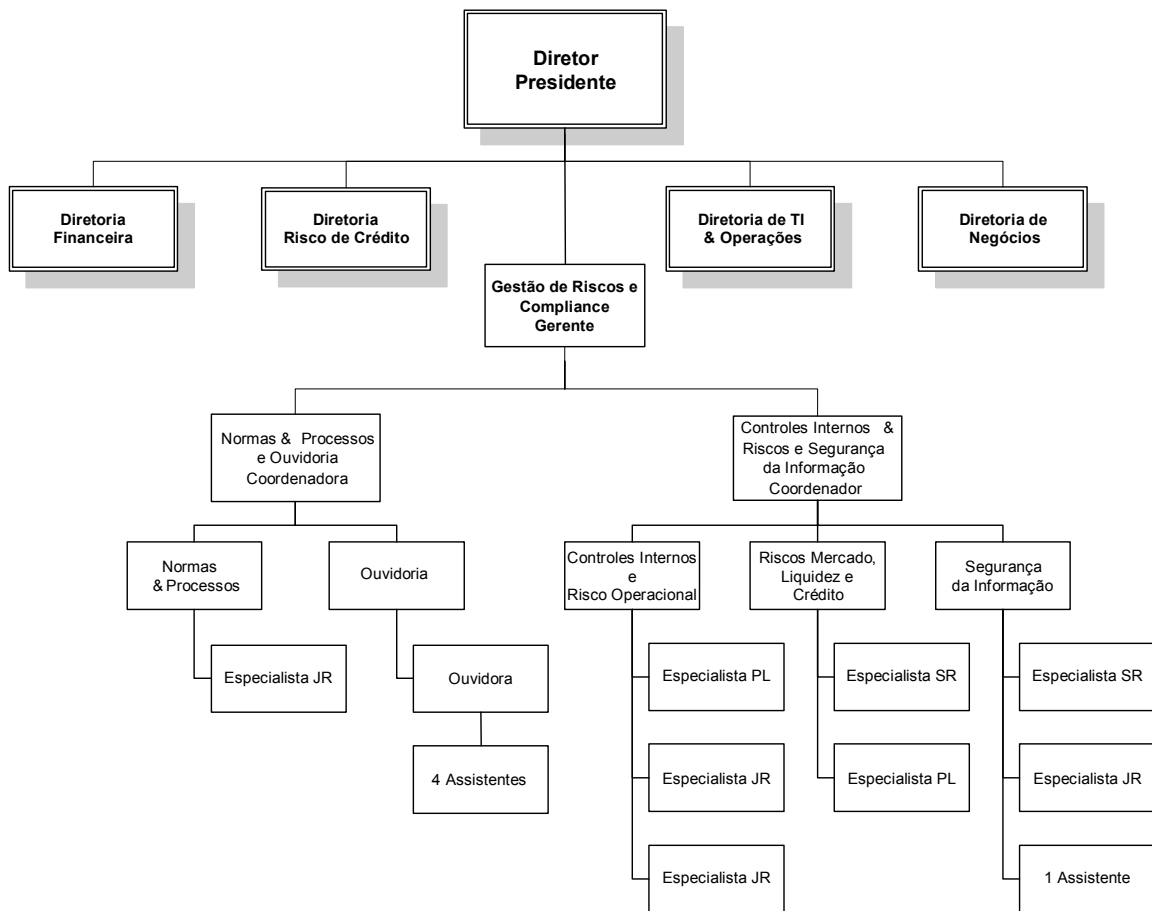 Diretor
Presidente
Diretoria
Financeira
Diretoria
Risco de Crédito
Diretoria de TI
& Operações
Diretoria de
Negócios
Gestão de Riscos e
Compliance
Gerente
Normas & Processos
e Ouvidoria
Coordenadora
Controles Internos &
Riscos e Segurança
da Informação
Coordenador
Normas
& Processos
Ouvidoria
Controles Internos
e
Risco Operacional
Riscos Mercado,
Liquidez e
Crédito
Segurança
da Informação
Especialista JR
Ouvidora
Especialista PL
Especialista SR
Especialista SR
4 Assistentes
Especialista JR
Especialista PL
Especialista JR
Especialista JR
1 Assistente